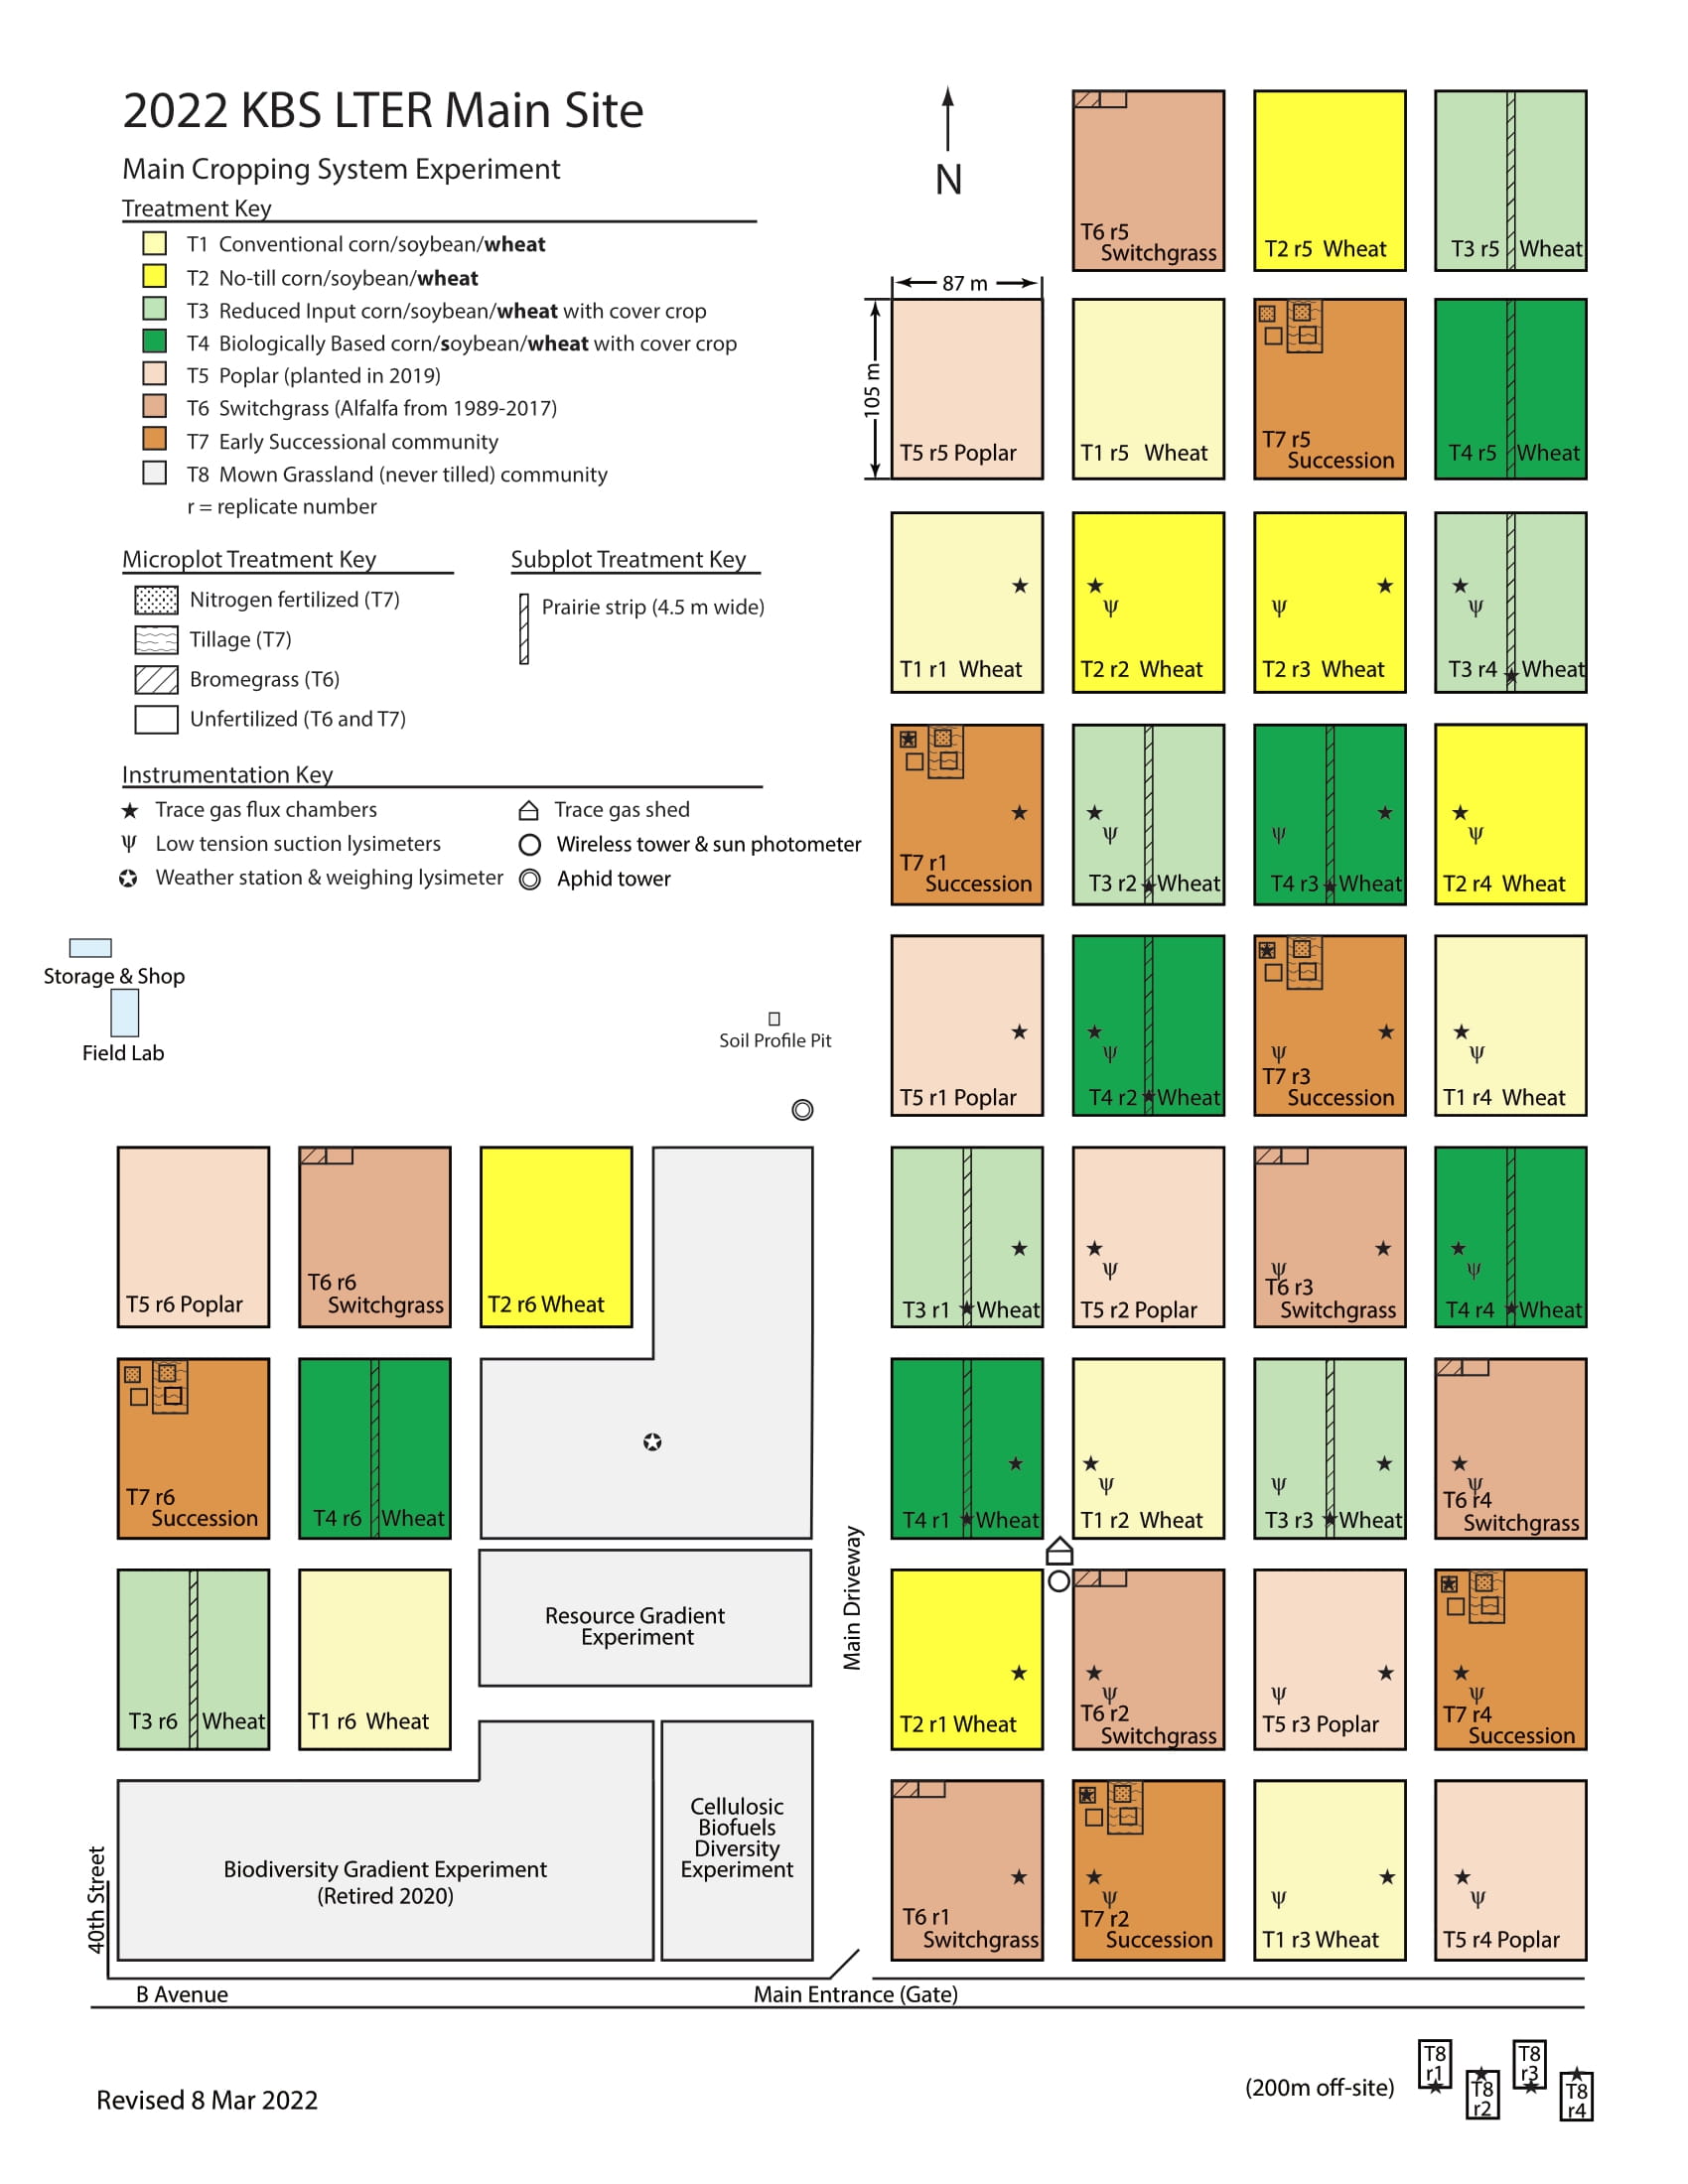 2022 KBS LTER Main Site
Main Cropping System Experiment
Treatment Key
T1 Conventional corn/soybean/wheat
T2 No-till corn/soybean/wheat
T3 Reduced Input corn/soybean/wheat with cover crop
T4 Biologically Based corn/soybean/wheat with cover crop
T5 Poplar (planted in 2019)
T6 Switchgrass (Alfalfa from 1989-2017)
T7 Early Successional community
T8 Mown Grassland (never tilled) community
r = replicate number
Microplot Treatment Key
Nitrogen fertilized (T7)
Tillage (T7)
Bromegrass (T6)
Unfertilized (T6 and T7)
Subplot Treatment Key
Prairie strip (4.5 m wide)
Instrumentation Key
Trace gas flux chambers
ψ Low tension suction lysimeters
Weather station & weighing lysimeter
Trace gas shed
Wireless tower & sun photometer
Aphid tower
N
T6 r5
Switchgrass
T2 r5 Wheat
T3 r5 Wheat
87 m
105 m
T5 r5 Poplar
T1 r5 Wheat
T7 r5
Succession
T4 r5 Wheat
T1 r1 Wheat
ψ
T2 r2 Wheat
ψ
T2 r3 Wheat
ψ
T3 r4 Wheat
T7 r1
Succession
ψ
T3 r2 Wheat
ψ
T4 r3 Wheat
ψ
T2 r4 Wheat
Storage & Shop
Field Lab
Soil Profile Pit
T5 r1 Poplar
ψ
T4 r2 Wheat
ψ
T7 r3
Succession
ψ
T1 r4 Wheat
T5 r6 Poplar
T6 r6
Switchgrass
T2 r6 Wheat
T3 r1 Wheat
ψ
T5 r2 Poplar
ψ
T6 r3
Switchgrass
ψ
T4 r4 Wheat
T7 r6
Succession
T4 r6 Wheat
T4 r1 Wheat
ψ
T1 r2 Wheat
ψ
T3 r3 Wheat
ψ
T6 r4
Switchgrass
T3 r6 Wheat
T1 r6 Wheat
Resource Gradient
Experiment
Main Driveway
T2 r1 Wheat
ψ
T6 r2
Switchgrass
ψ
T5 r3 Poplar
ψ
T7 r4
Succession
Biodiversity Gradient Experiment
(Retired 2020)
Cellulosic
Biofuels
Diversity
Experiment
T6 r1
Switchgrass
ψ
T7 r2
Succession
ψ
T1 r3 Wheat
ψ
T5 r4 Poplar
40th Street
B Avenue
Main Entrance (Gate)
(200m off-site)
T8
r1
T8
r2
T8
r3
T8
r4
Revised 8 Mar 2022